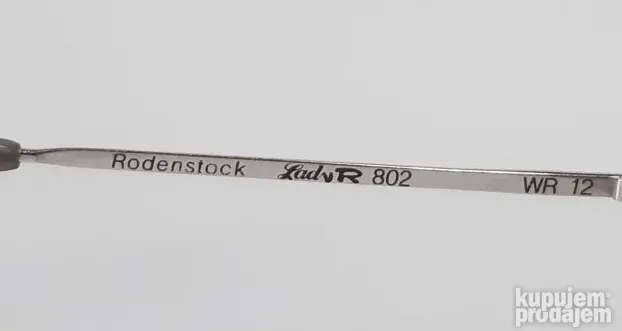 Rodenstock Lady R 802 WR 12
kupujem
prodajem